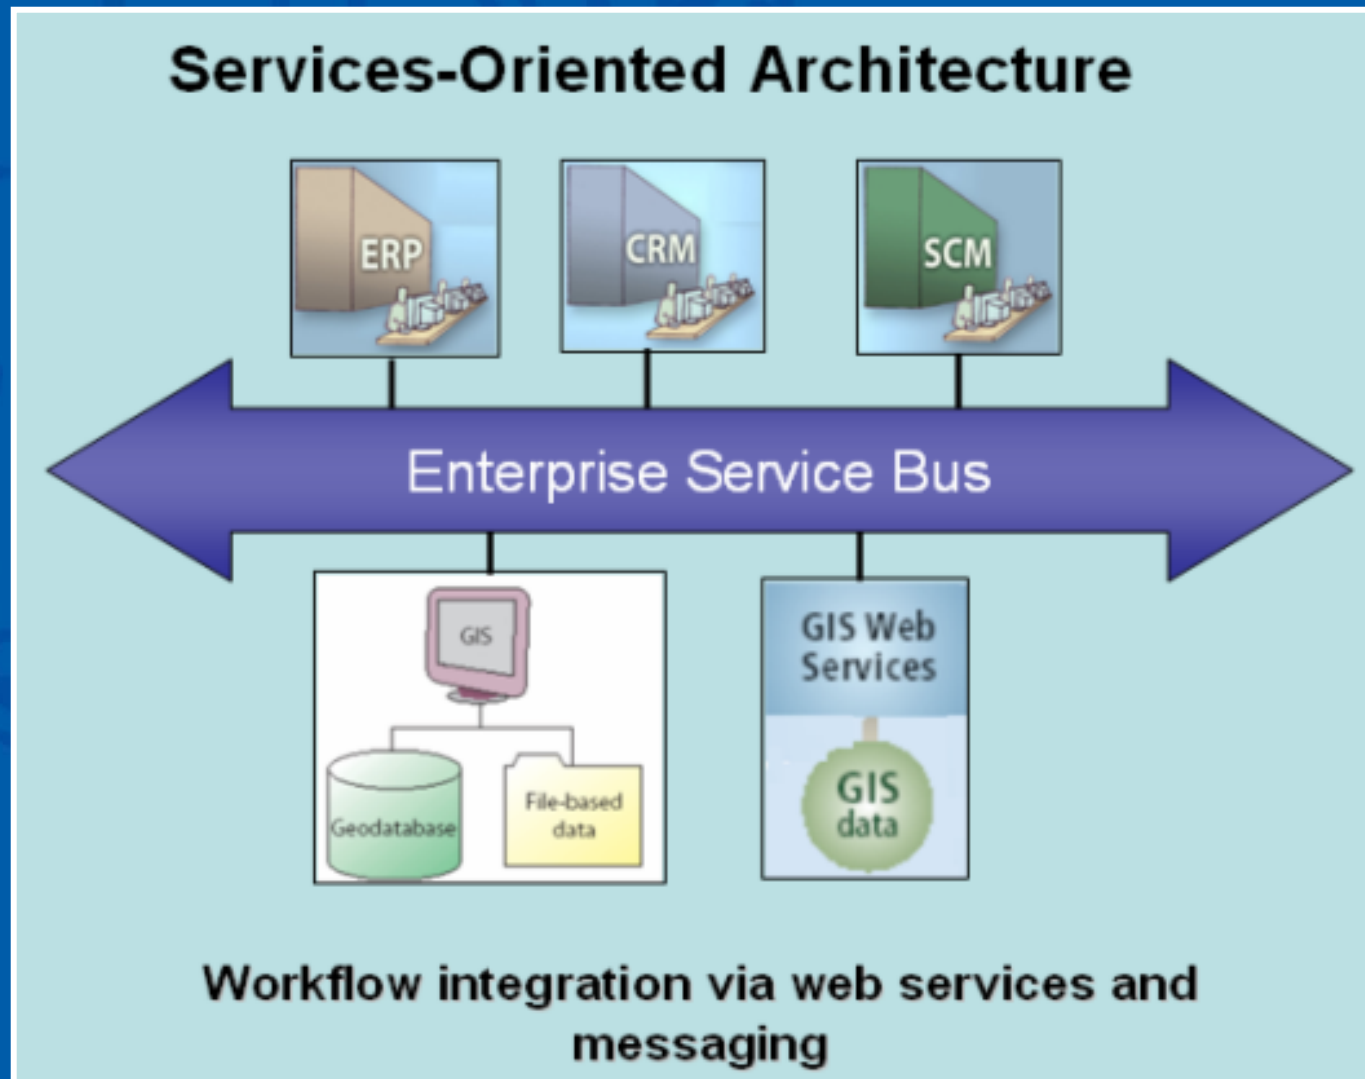 Services-Oriented Architecture
ERP
CRM
SCM
Enterprise Service Bus
GIS
Geodatabase
File-based
data
GIS Web
Services
GIS
data
Workflow integration via web services and
messaging